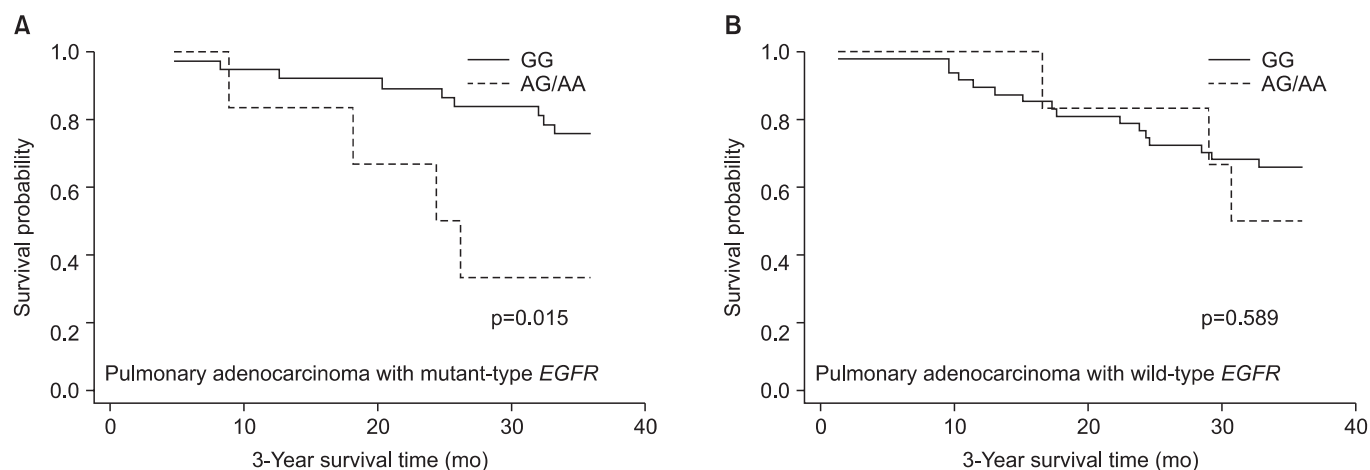 A
1.0
0.8
0.6
0.4
0.2
0.0
Survival probability
GG
AG/AA
p=0.015
Pulmonary adenocarcinoma with mutant-type EGFR
0 10 20 30 40
3-Year survival time (mo)
B
1.0
0.8
0.6
0.4
0.2
0.0
Survival probability
GG
AG/AA
p=0.589
Pulmonary adenocarcinoma with wild-type EGFR
0 10 20 30 40
3-Year survival time (mo)